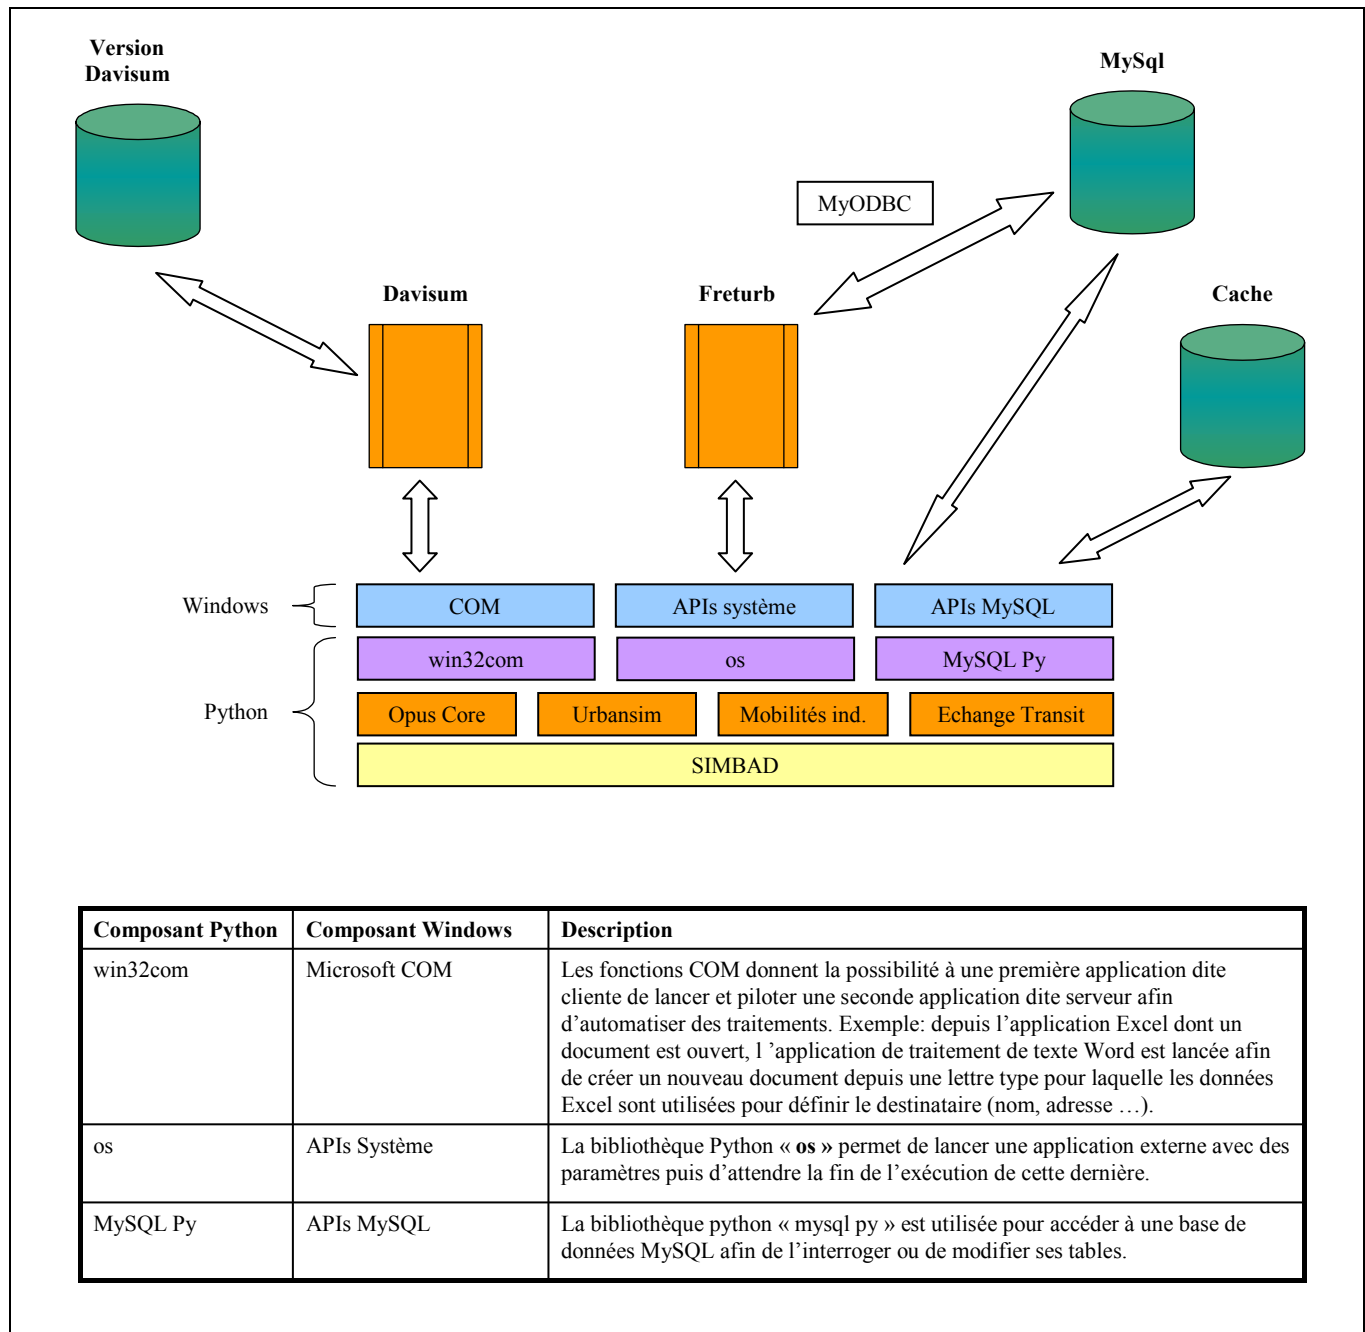 Version
Davisum
MySql
MyODBC
Davisum
Freturb
Cache
Windows
COM
APIs système
APIs MySQL
win32com
os
MySQL Py
Python
Opus Core
Urbansim
Mobilités ind.
Echange Transit
SIMBAD
Composant Python
Composant Windows
Description
win32com
Microsoft COM
Les fonctions COM donnent la possibilité à une première application dite
cliente de lancer et piloter une seconde application dite serveur afin
d’automatiser des traitements. Exemple: depuis l’application Excel dont un
document est ouvert, l ’application de traitement de texte Word est lancée afin
de créer un nouveau document depuis une lettre type pour laquelle les données
Excel sont utilisées pour définir le destinataire (nom, adresse …).
os
APIs Système
La bibliothèque Python « os » permet de lancer une application externe avec des
paramètres puis d’attendre la fin de l’exécution de cette dernière.
MySQL Py
APIs MySQL
La bibliothèque python « mysql py » est utilisée pour accéder à une base de
données MySQL afin de l’interroger ou de modifier ses tables.